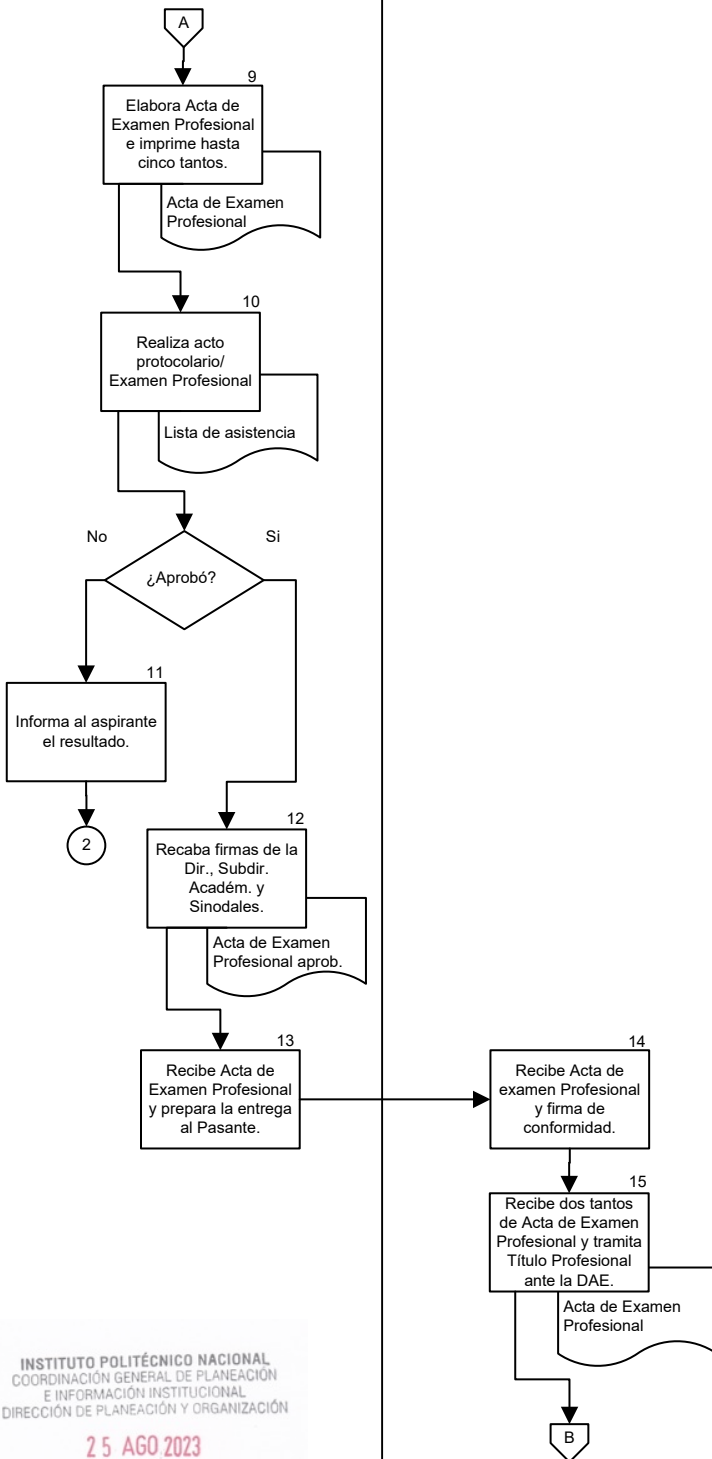 A
9
Elabora Acta de
Examen Profesional
e imprime hasta
cinco tantos.
Acta de Examen
Profesional
10
Realiza acto
protocolario/
Examen Profesional
Lista de asistencia
No
Si
¿Aprobó?
11
Informa al aspirante
el resultado.
2
12
Recaba firmas de la
Dir., Subdir.
Académ. y
Sinodales.
Acta de Examen
Profesional aprob.
13
Recibe Acta de
Examen Profesional
y prepara la entrega
al Pasante.
14
Recibe Acta de
examen Profesional
y firma de
conformidad.
15
Recibe dos tantos
de Acta de Examen
Profesional y tramita
Título Profesional
ante la DAE.
Acta de Examen
Profesional
B
INSTITUTO POLITÉCNICO NACIONAL
COORDINACIÓN GENERAL DE PLANEACIÓN
E INFORMACIÓN INSTITUCIONAL
DIRECCIÓN DE PLANEACIÓN Y ORGANIZACIÓN
25 AGO 2023